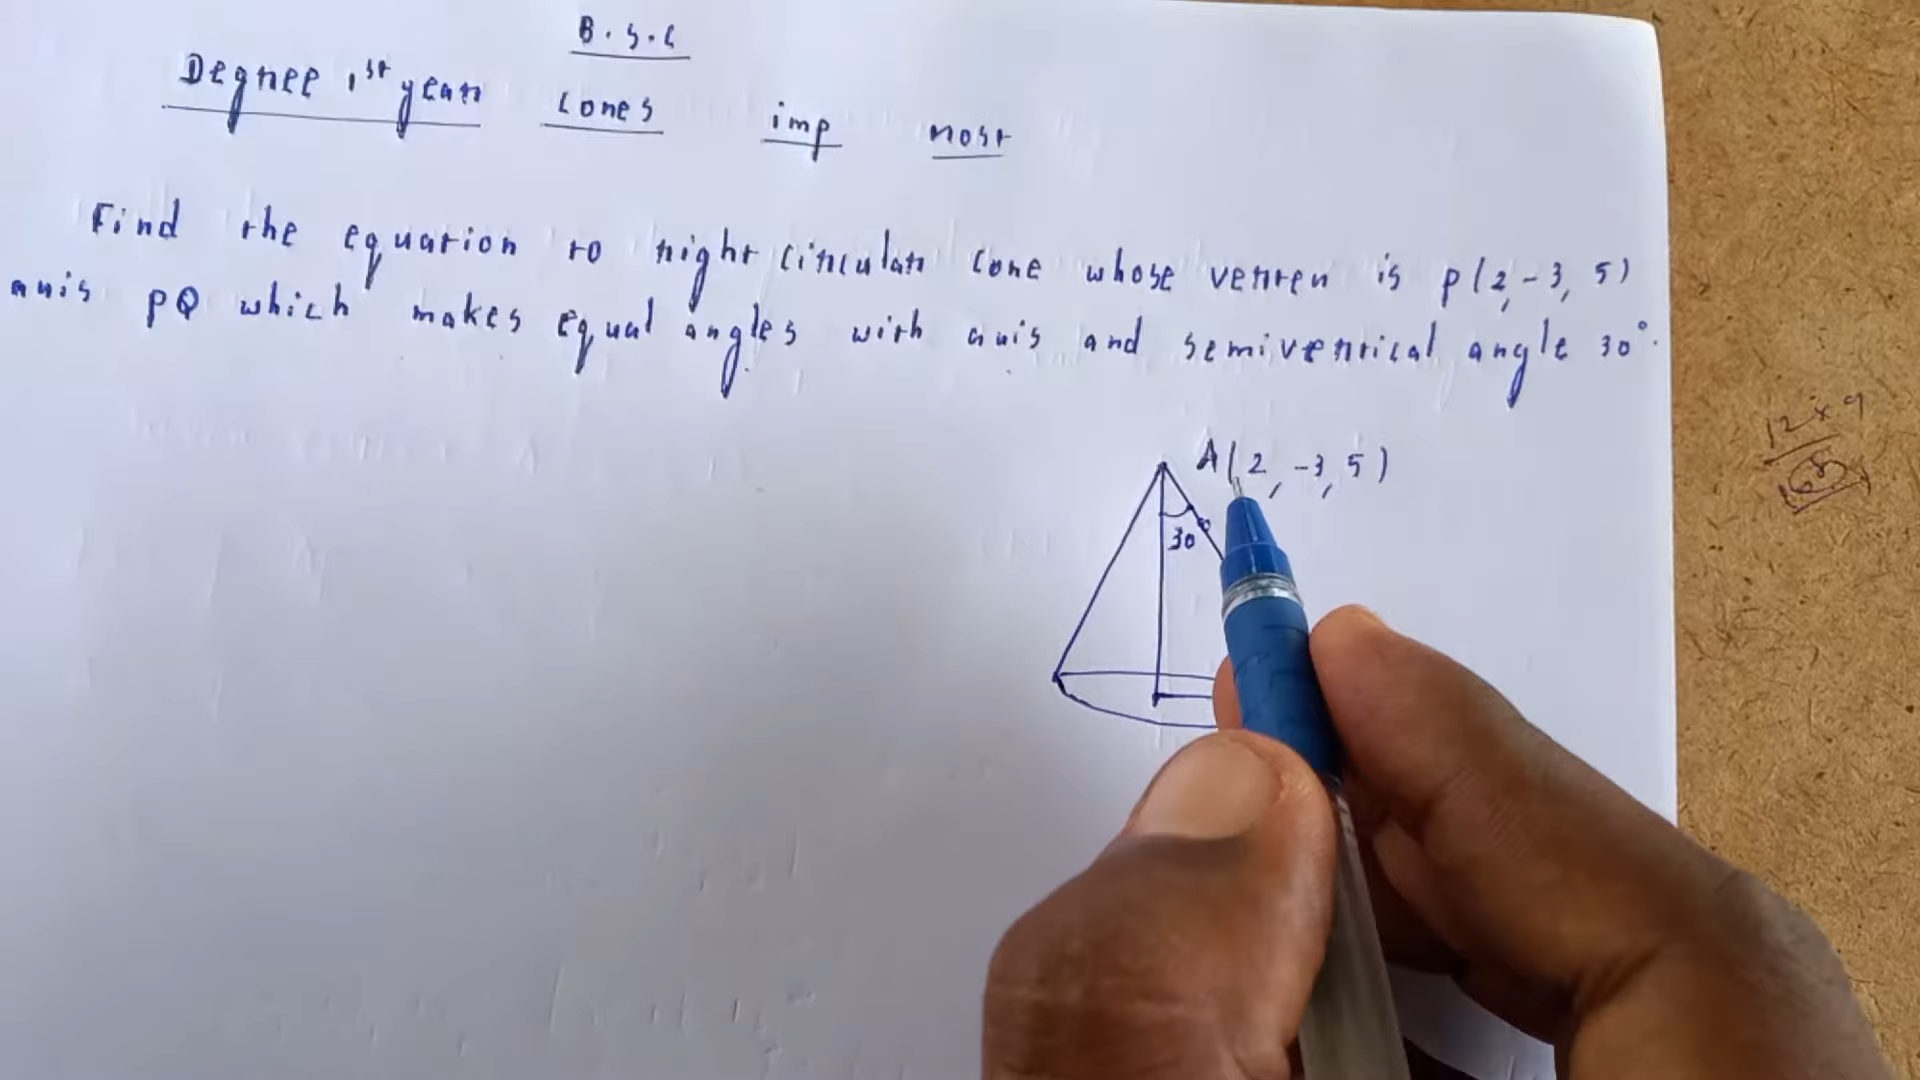 B.S.C
Degree 1st year Cones imp most
Find the equation to right circular cone whose vertex is P(2,-3, 5)
axis PQ which makes equal angles with axis and semivertical angle 30°.
A(2, -3, 5)
30
12×9